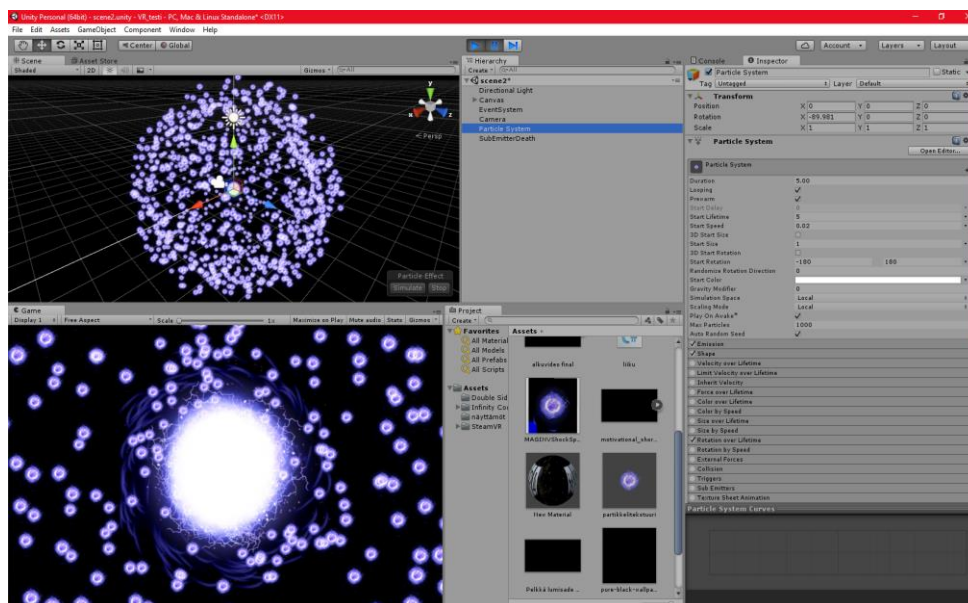 Unity Personal (64bit) - scene2.unity - VR_testi - PC, Mac & Linux Standalone* <DX11>
File Edit Assets GameObject Component Window Help
Center Global
Account Layers Layout
Scene Asset Store
Shaded 2D Gizmos All
y
x z
Persp
Particle Effect
Simulate Stop
Hierarchy
Create All
scene2*
Directional Light
Canvas
EventSystem
Camera
Particle System
SubEmitterDeath
Console Inspector
Particle System Static
Tag Untagged Layer Default
Transform
Position X 0 Y 0 Z 0
Rotation X -89.981 Y 0 Z 0
Scale X 1 Y 1 Z 1
Particle System
Open Editor...
Particle System
Duration 5.00
Looping
Prewarm
Start Delay 0
Start Lifetime 5
Start Speed 0.02
3D Start Size
Start Size 1
3D Start Rotation
Start Rotation -180 180
Randomize Rotation Direction 0
Start Color
Gravity Modifier 0
Simulation Space Local
Scaling Mode Local
Play On Awake*
Max Particles 1000
Auto Random Seed
Emission
Shape
Velocity over Lifetime
Limit Velocity over Lifetime
Inherit Velocity
Force over Lifetime
Color over Lifetime
Color by Speed
Size over Lifetime
Size by Speed
Rotation over Lifetime
Rotation by Speed
External Forces
Collision
Triggers
Sub Emitters
Texture Sheet Animation
Particle System Curves
Game
Display 1 Free Aspect Scale 1x Maximize on Play Mute audio Stats Gizmos
Project
Create
Favorites
All Material
All Models
All Prefabs
All Scripts
Assets
Double Sid
Infinity Co
näyttämöt
SteamVR
Assets
alkuvideo final
liiku
MAGEHVShockSp...
motivational_shor...
Hex Material
partikkelitekstuuri
Pelkkä lumisade ...
pure-black-wallpa...